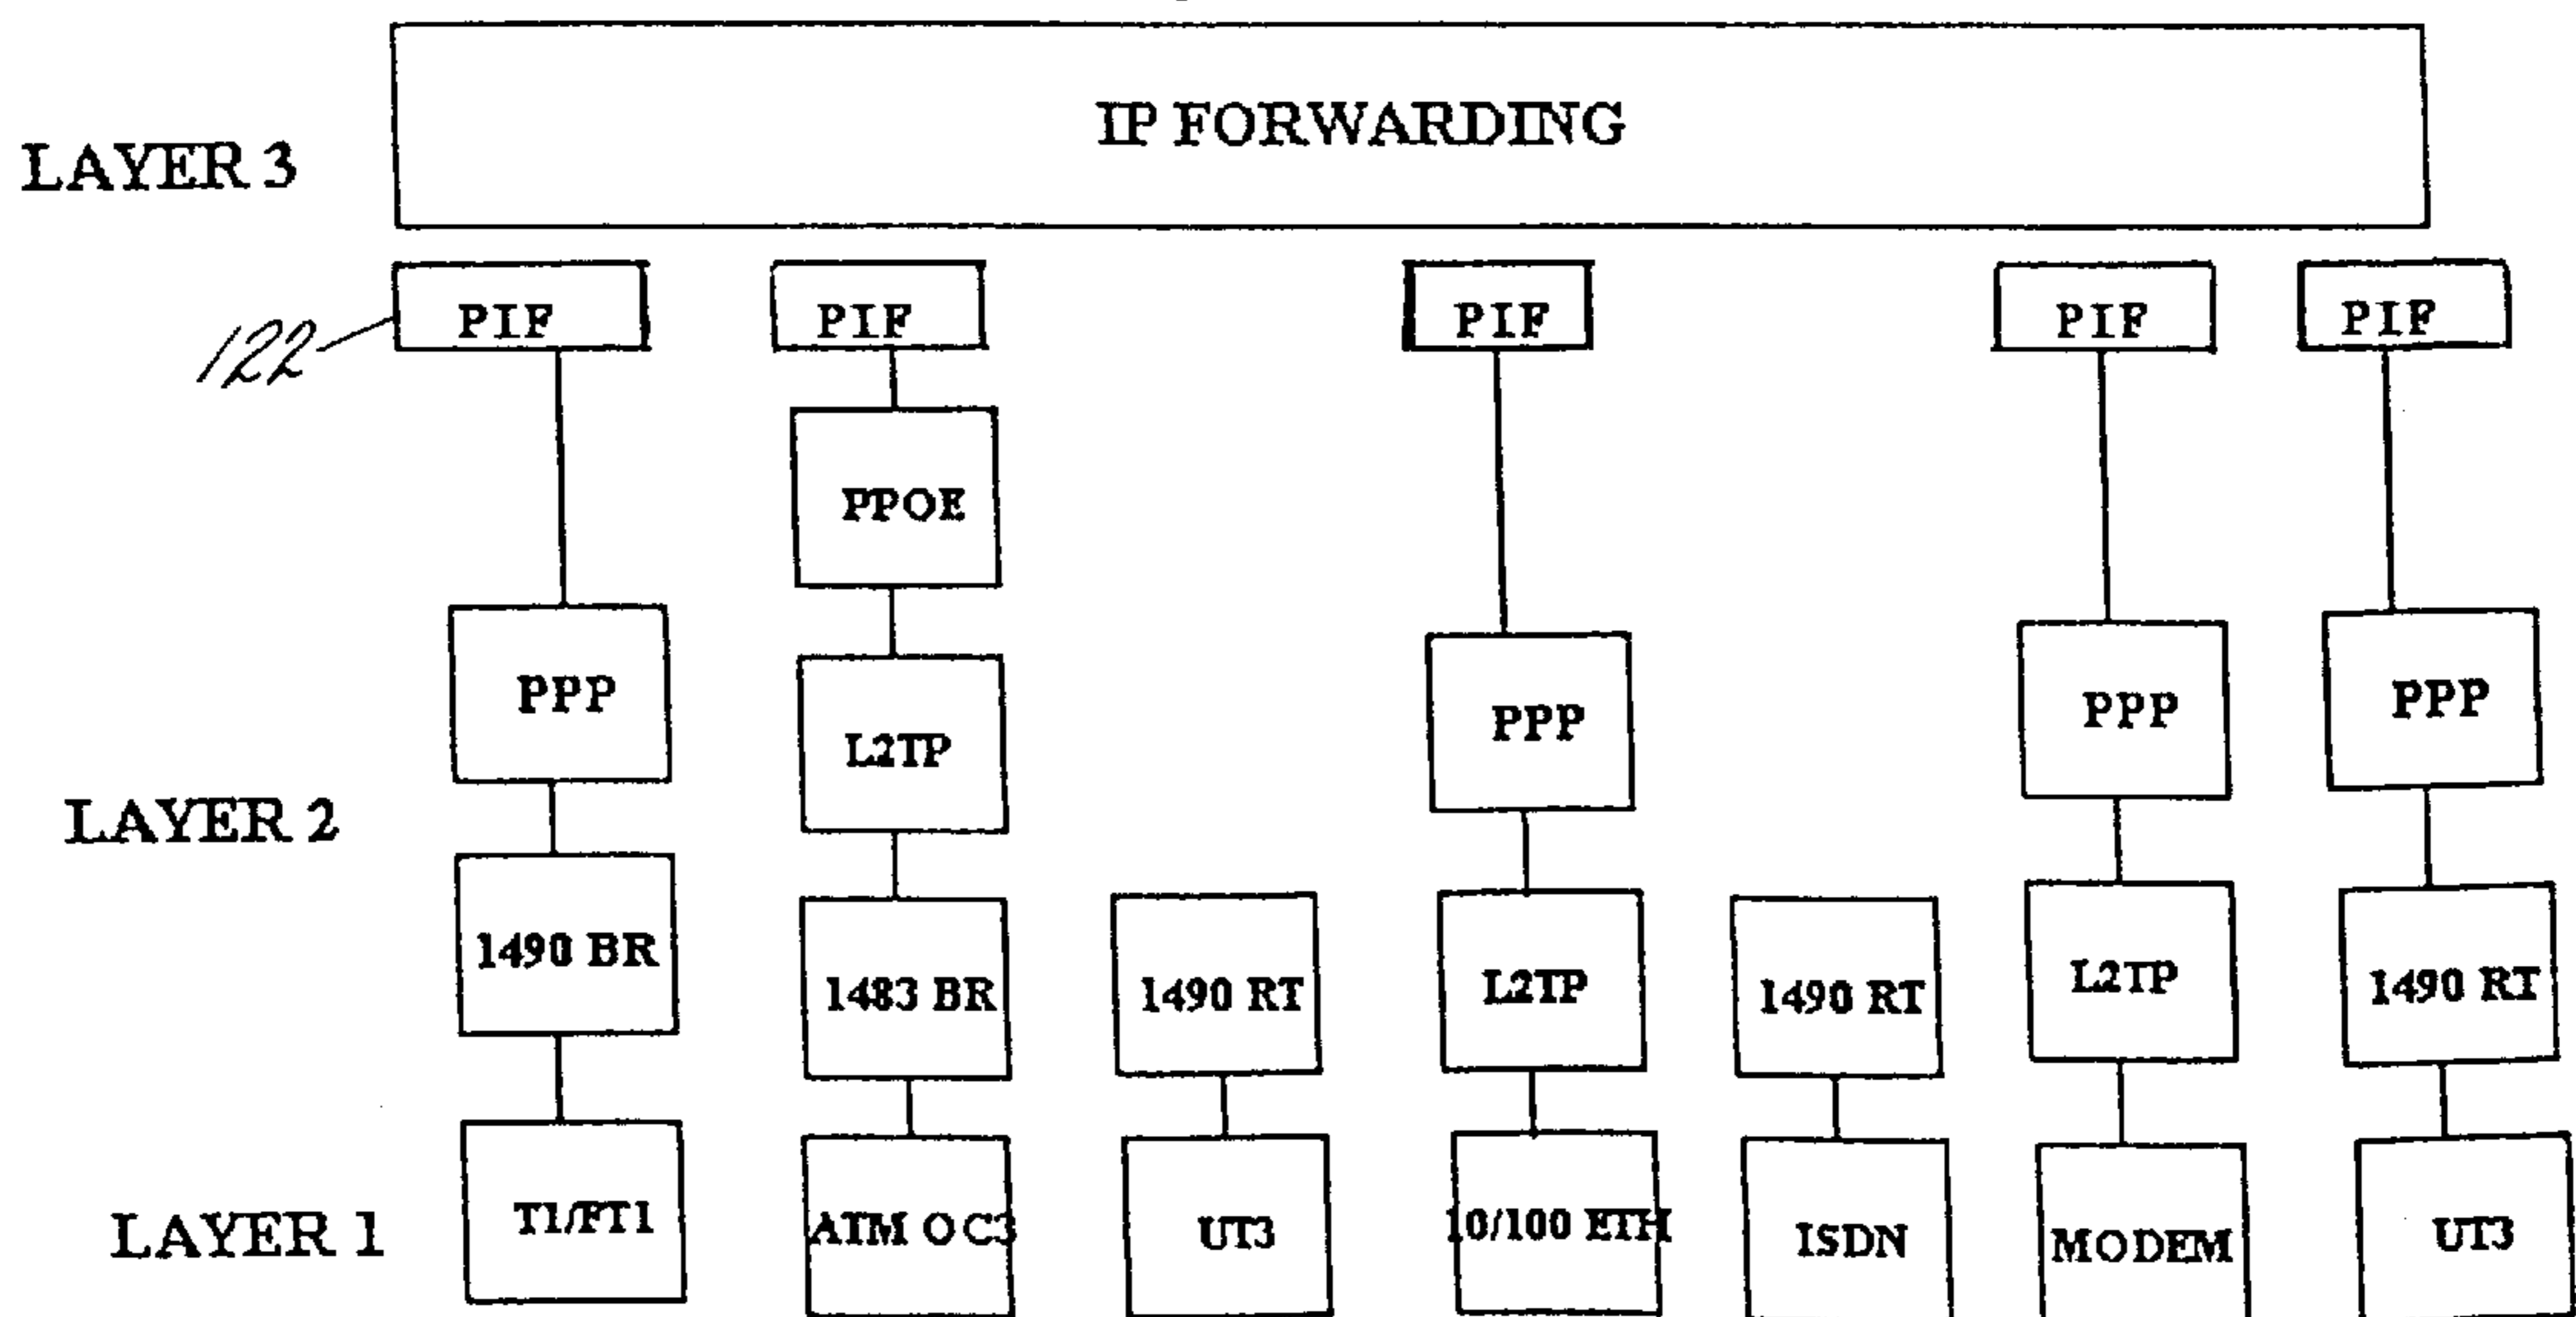 IP FORWARDING
LAYER 3
PIF PIF PIF PIF PIF
122
PPOE
PPP L2TP PPP PPP PPP
LAYER 2
1490 BR 1483 BR 1490 RT L2TP 1490 RT L2TP 1490 RT
LAYER 1
T1/FT1 ATM OC3 UT3 10/100 ETH ISDN MODEM UT3